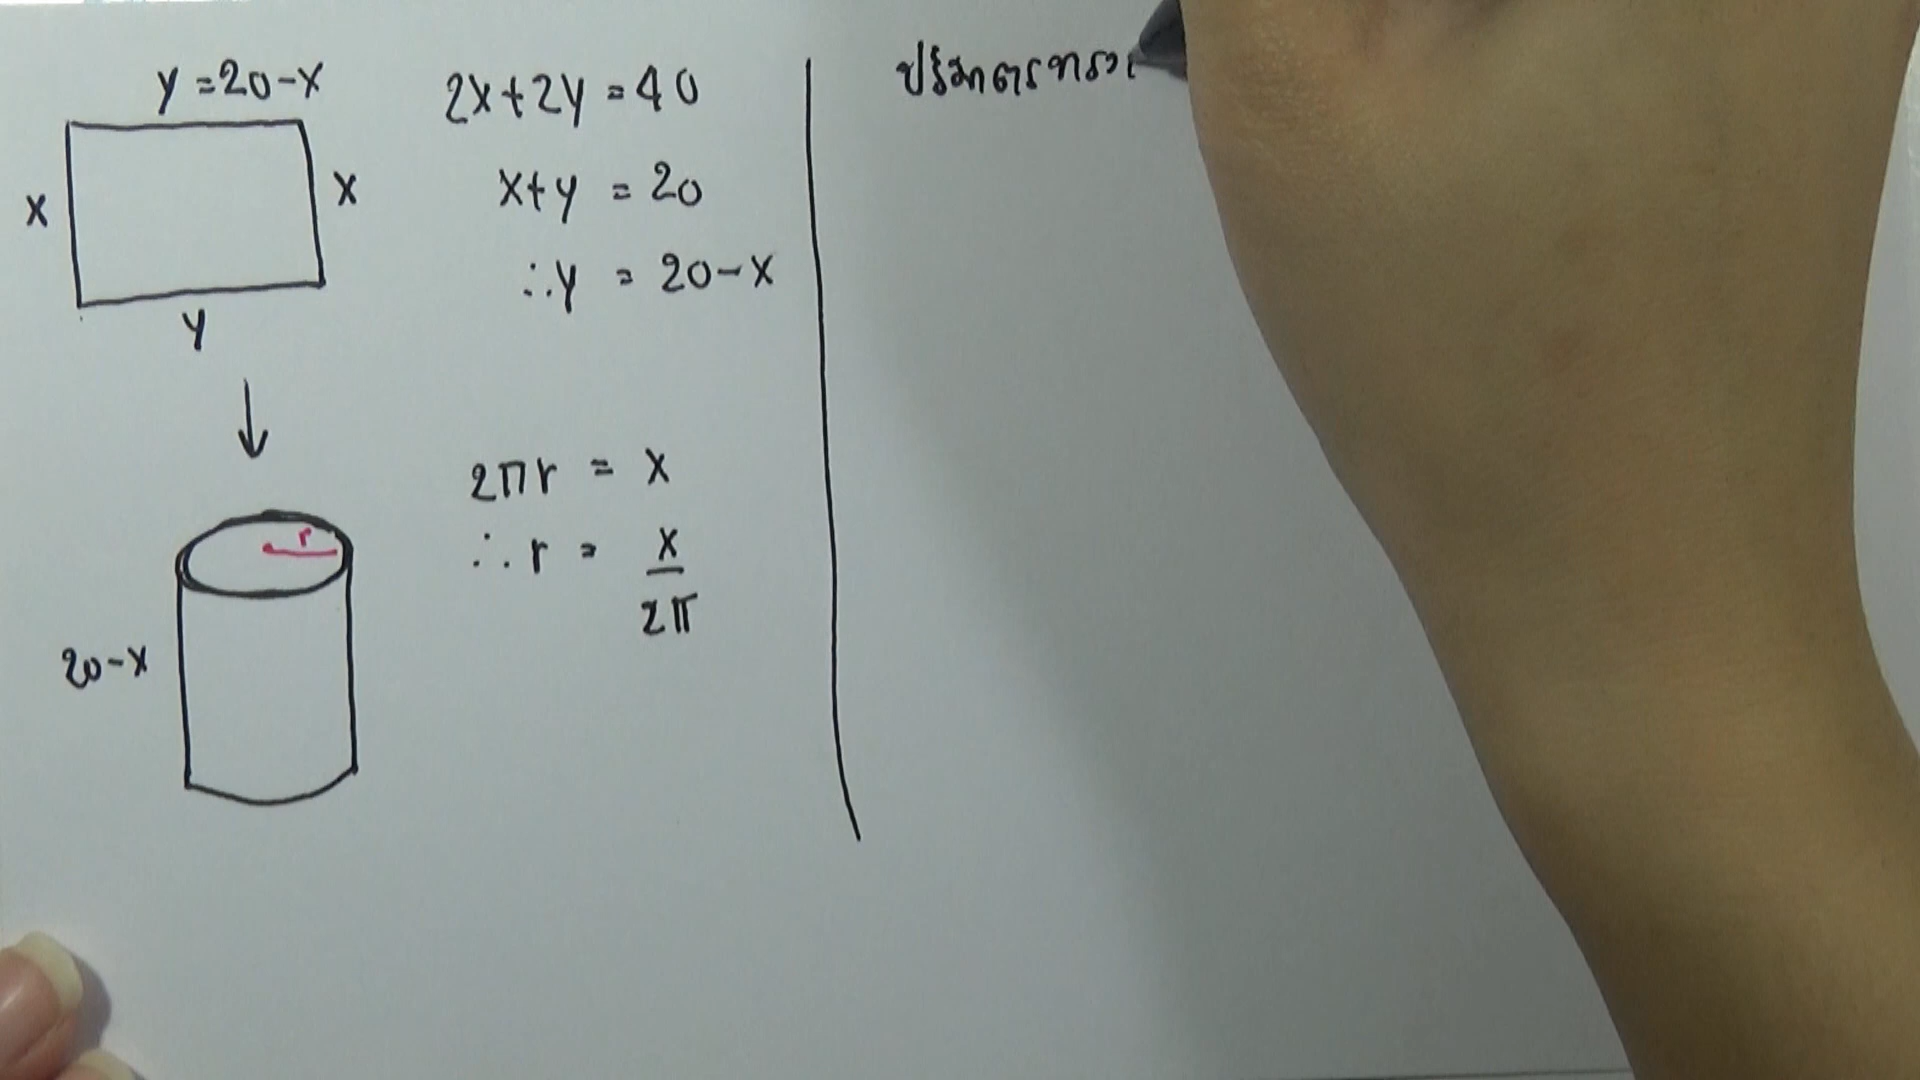 y = 20-x
x
x
y
2x+2y = 40
x+y = 20
∴y = 20-x
2πr = x
∴ r = x
2π
r
20-x
ปริมาตรทรง